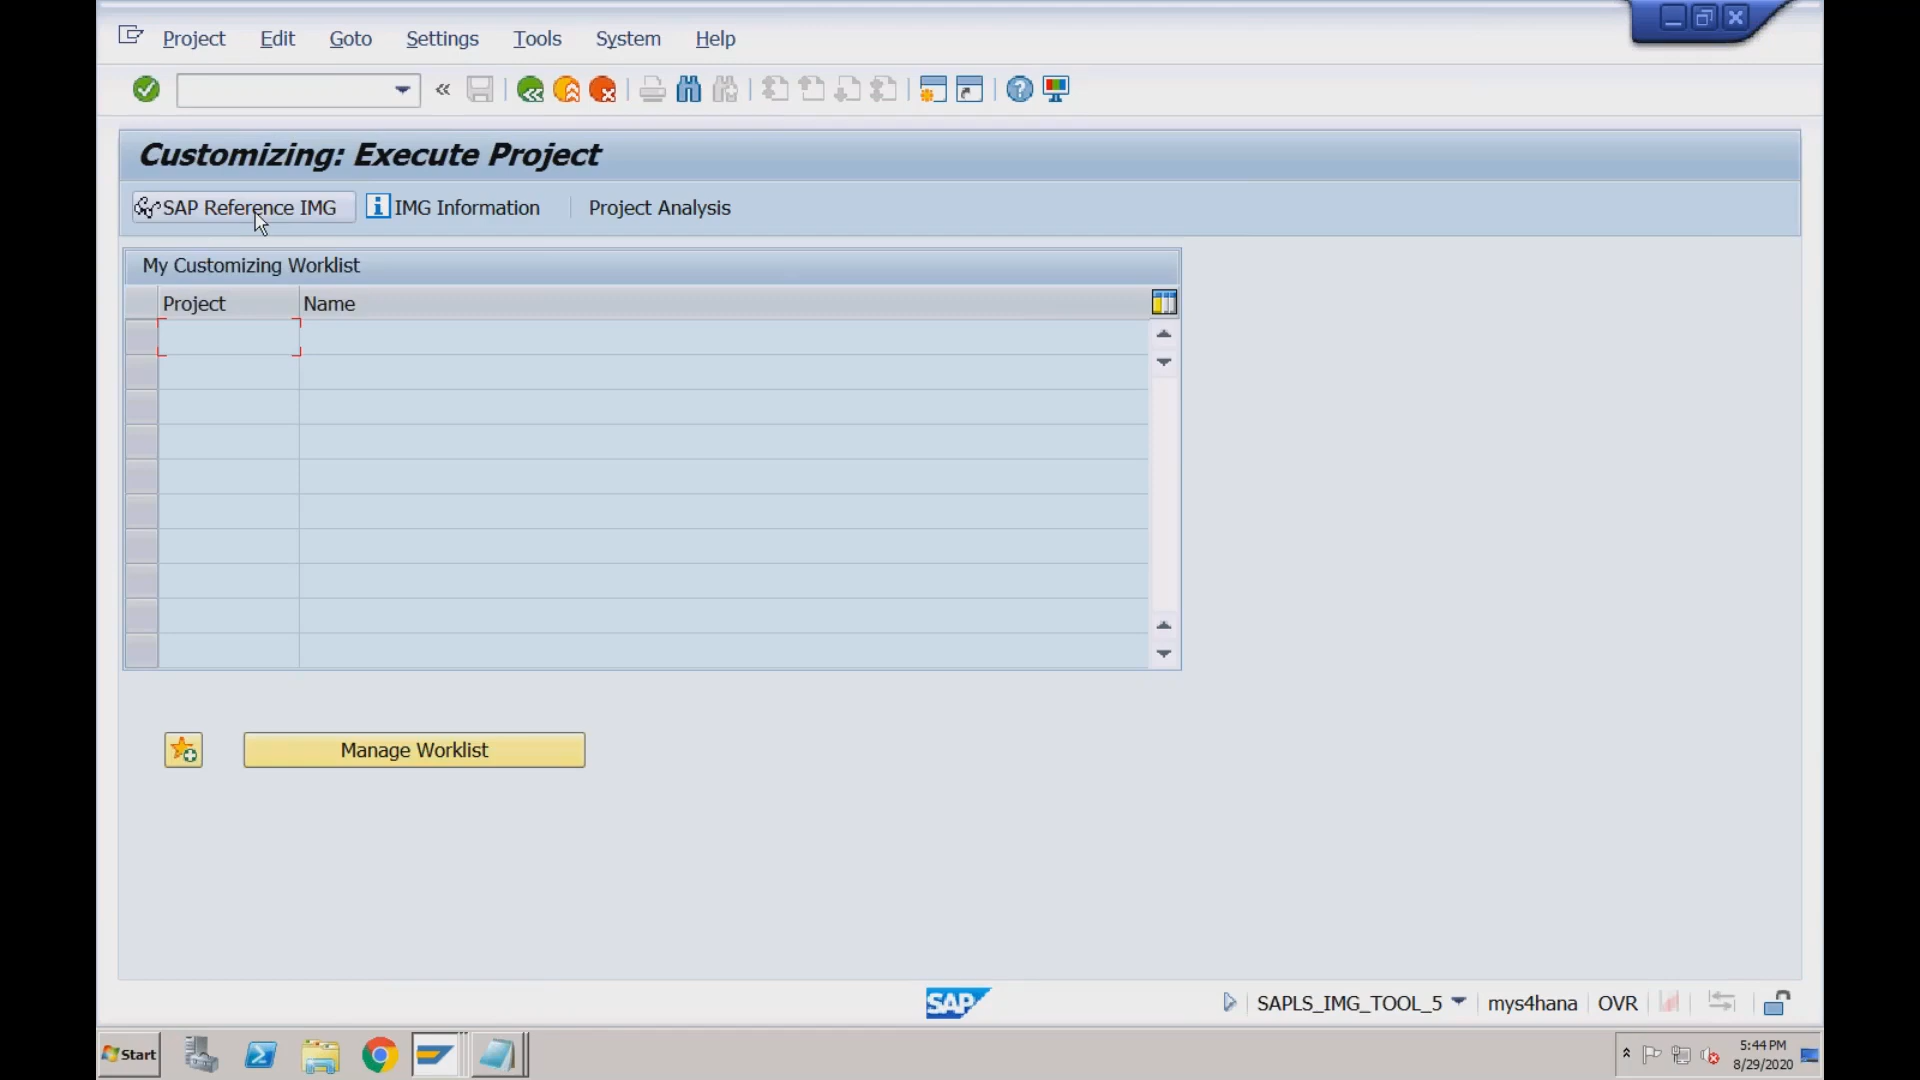 Project Edit Goto Settings Tools System Help
Customizing: Execute Project
SAP Reference IMG IMG Information Project Analysis
My Customizing Worklist
Project Name
Manage Worklist
SAP SAPLS_IMG_TOOL_5 mys4hana OVR
Start 5:44 PM
8/29/2020